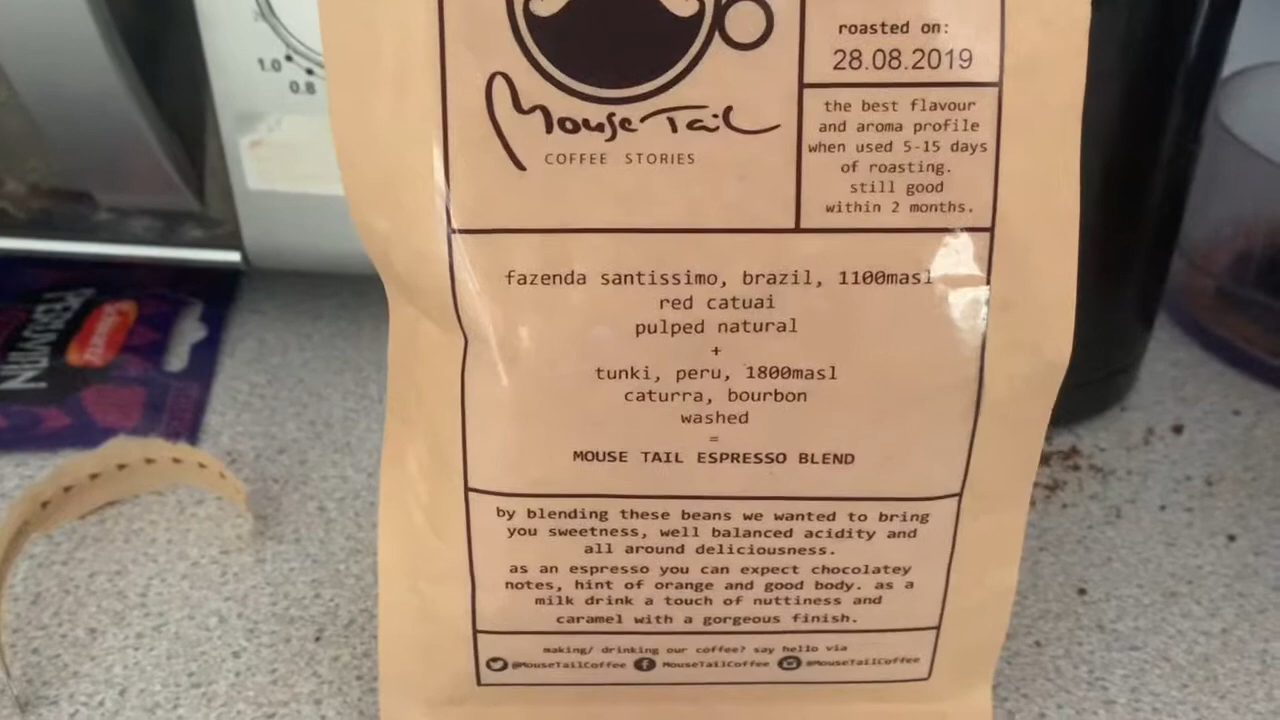 1.0
0.8
Mouse Tail
COFFEE STORIES
roasted on:
28.08.2019
the best flavour
and aroma profile
when used 5-15 days
of roasting.
still good
within 2 months.
fazenda santissimo, brazil, 1100masl
red catuai
pulped natural
+
tunki, peru, 1800masl
caturra, bourbon
washed
=
MOUSE TAIL ESPRESSO BLEND
by blending these beans we wanted to bring
you sweetness, well balanced acidity and
all around deliciousness.
as an espresso you can expect chocolatey
notes, hint of orange and good body. as a
milk drink a touch of nuttiness and
caramel with a gorgeous finish.
making/ drinking our coffee? say hello via
@MouseTailCoffee MouseTailCoffee @MouseTailCoffee
PERUVIAN